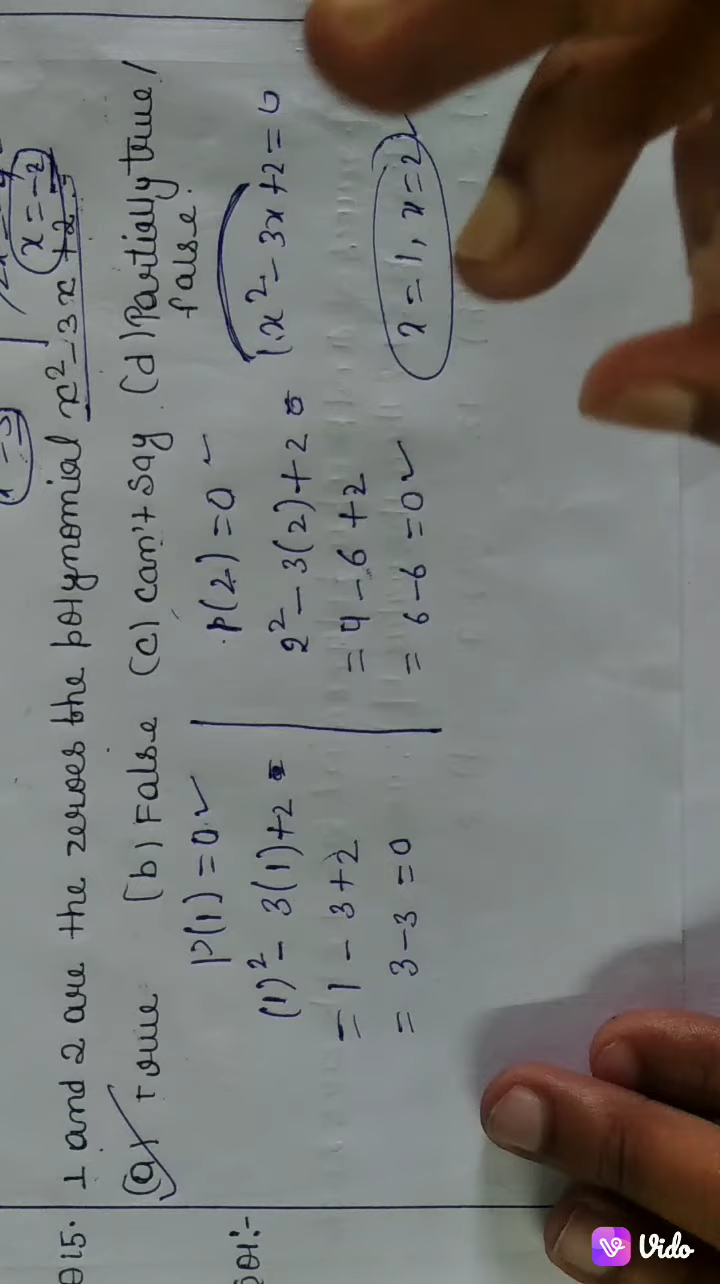 x = -2
Q15. 1 and 2 are the zeroes the polynomial x² - 3x + 2
(a) True (b) False (c) can't say (d) Partially true / false.
Sol:-
P(1) = 0 ✓
(1)² - 3(1) + 2 =
= 1 - 3 + 2
= 3 - 3 = 0
P(2) = 0 ✓
2² - 3(2) + 2 =
= 4 - 6 + 2
= 6 - 6 = 0 ✓
x² - 3x + 2 = 0
x = 1, x = 2 ✓
Vido